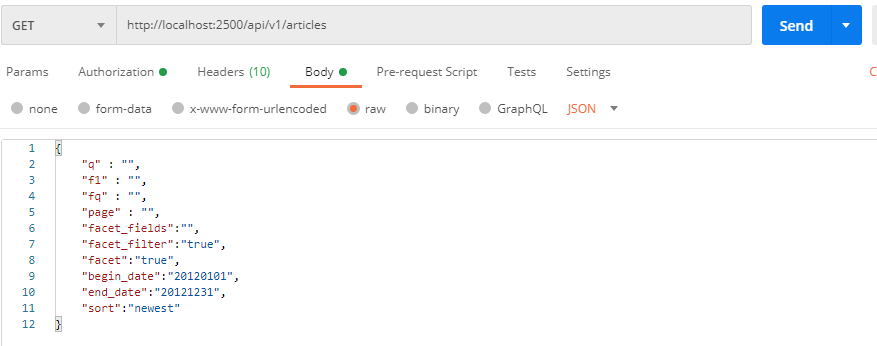 GET http://localhost:2500/api/v1/articles Send
Params Authorization Headers (10) Body Pre-request Script Tests Settings C
none form-data x-www-form-urlencoded raw binary GraphQL JSON
1 {
2 "q" : "",
3 "fl" : "",
4 "fq" : "",
5 "page" : "",
6 "facet_fields":"",
7 "facet_filter":"true",
8 "facet":"true",
9 "begin_date":"20120101",
10 "end_date":"20121231",
11 "sort":"newest"
12 }